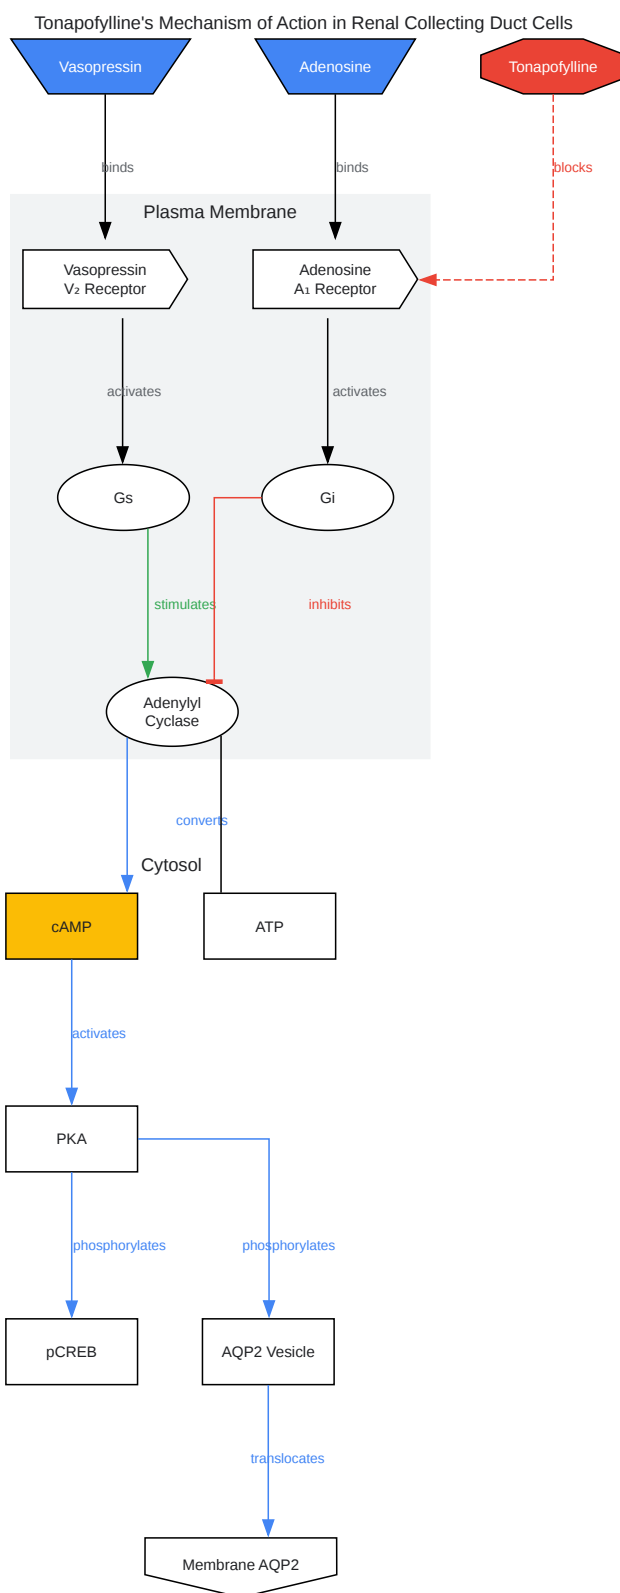 Tonapofylline's Mechanism of Action in Renal Collecting Duct Cells
Vasopressin
Adenosine
Tonapofylline
binds
binds
blocks
Plasma Membrane
Vasopressin
V₂ Receptor
Adenosine
A₁ Receptor
activates
activates
Gs
Gi
stimulates
inhibits
Adenylyl
Cyclase
converts
Cytosol
cAMP
ATP
activates
PKA
phosphorylates
phosphorylates
pCREB
AQP2 Vesicle
translocates
Membrane AQP2